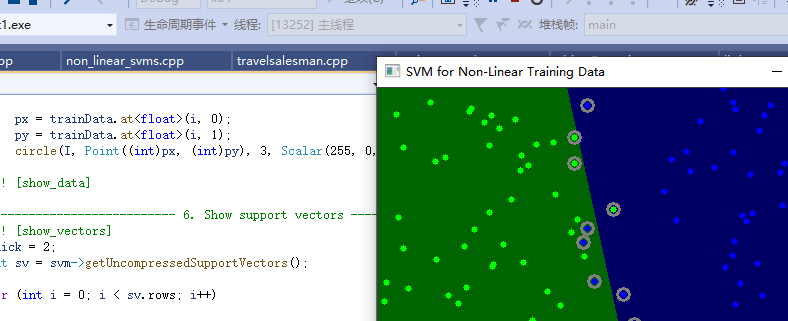 t1.exe
生命周期事件
线程:
[13252] 主线程
堆栈帧:
main
pp
non_linear_svms.cpp
travelsalesman.cpp
SVM for Non-Linear Training Data
px = trainData.at<float>(i, 0);
py = trainData.at<float>(i, 1);
circle(I, Point((int)px, (int)py), 3, Scalar(255, 0,
! [show_data]
-------------------------- 6. Show support vectors ----
! [show_vectors]
ick = 2;
t sv = svm->getUncompressedSupportVectors();
r (int i = 0; i < sv.rows; i++)